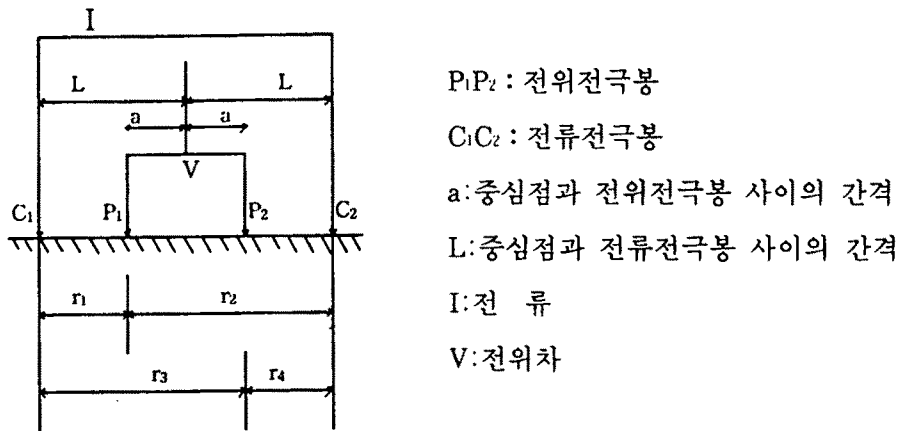 I
L L
a a
V
C₁ P₁ P₂ C₂
r₁ r₂
r₃ r₄
P₁P₂ : 전위전극봉
C₁C₂ : 전류전극봉
a:중심점과 전위전극봉 사이의 간격
L:중심점과 전류전극봉 사이의 간격
I:전 류
V:전위차